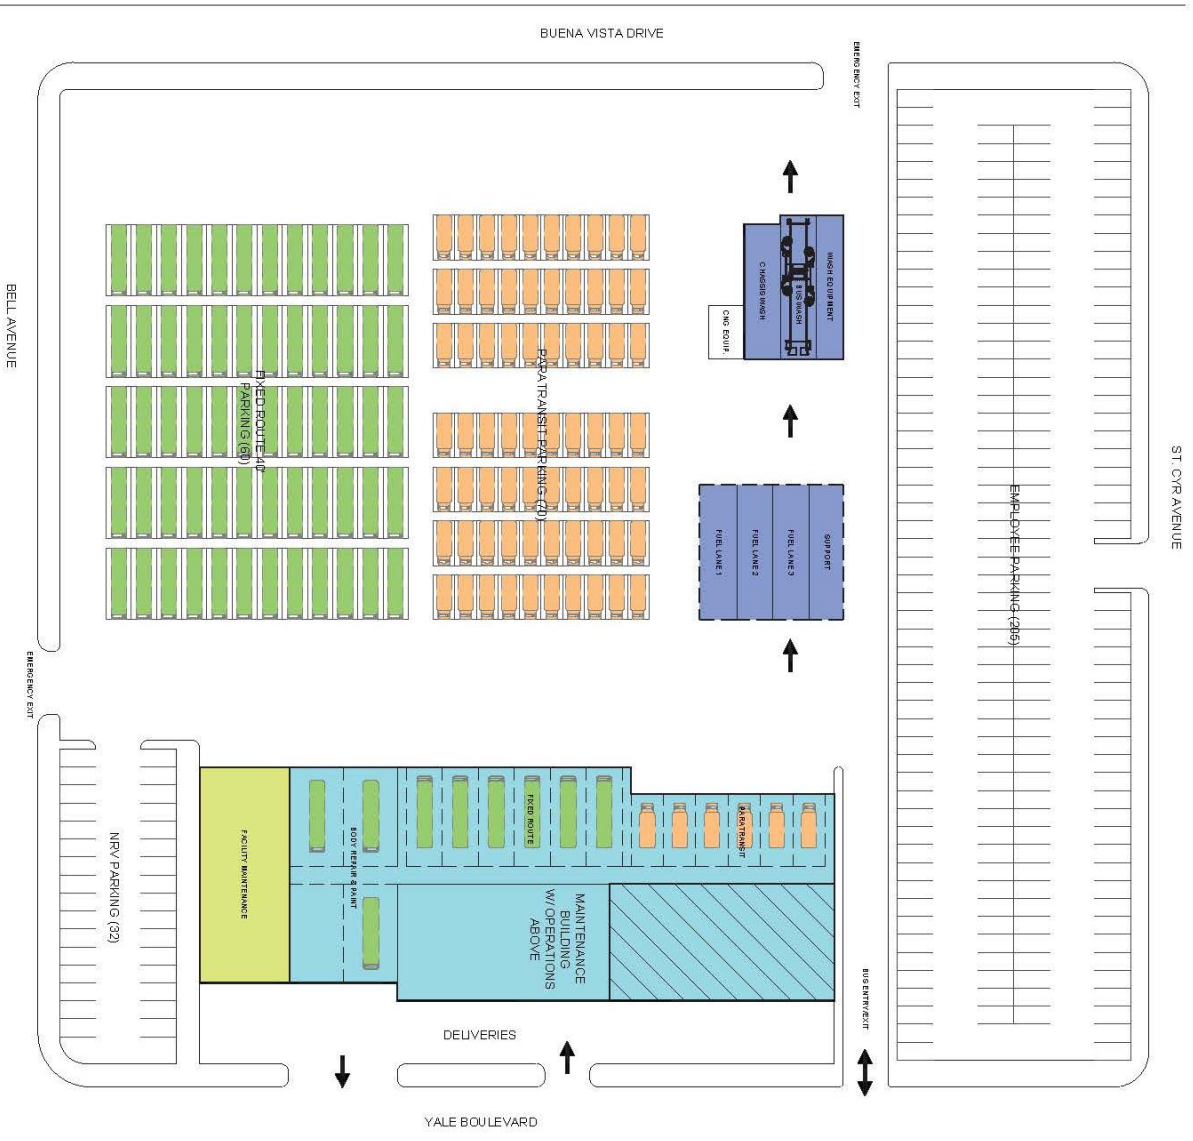 BUENA VISTA DRIVE
EMERGENCY EXIT
BELL AVENUE
ST. CYR AVENUE
WASH EQUIPMENT
BUS WASH
CHASSIS WASH
CNG EQUIP.
FIXED ROUTE 40'
PARKING (60)
PARATRANSIT PARKING (70)
EMPLOYEE PARKING (205)
SUPPORT
FUEL LANE 3
FUEL LANE 2
FUEL LANE 1
EMERGENCY EXIT
NRV PARKING (32)
FACILITY MAINTENANCE
BODY REPAIR & PAINT
FIXED ROUTE
PARATRANSIT
MAINTENANCE
BUILDING
W/ OPERATIONS
ABOVE
BUS ENTRY/EXIT
DELIVERIES
YALE BOULEVARD